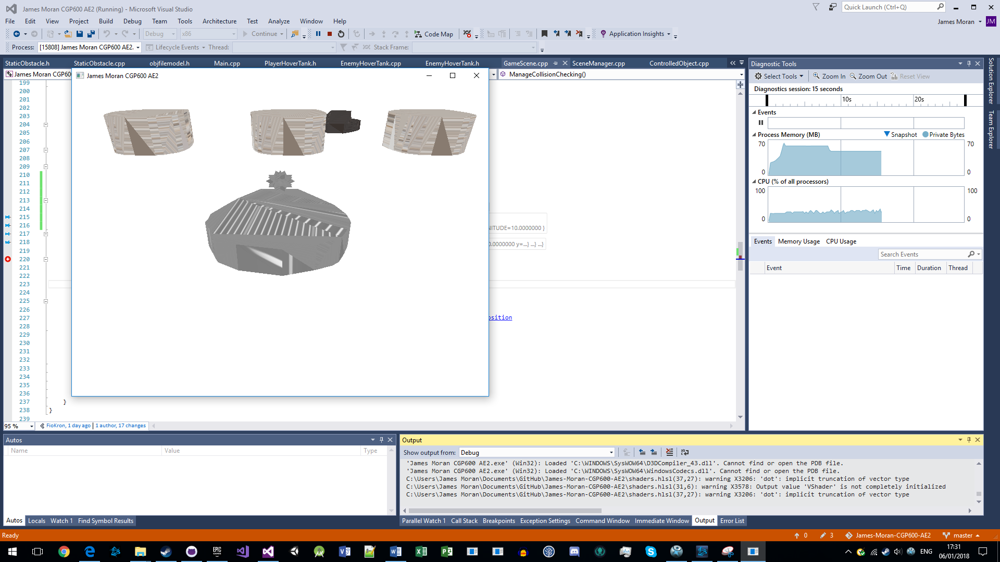 James Moran CGP600 AE2 (Running) - Microsoft Visual Studio
Quick Launch (Ctrl+Q)
File Edit View Project Build Debug Team Tools Architecture Test Analyze Window Help
James Moran JM
Debug x86 Continue Code Map Application Insights
Process: [15808] James Moran CGP600 AE2. Lifecycle Events Thread: Stack Frame:
StaticObstacle.h StaticObstacle.cpp objfilemodel.h Main.cpp PlayerHoverTank.h EnemyHoverTank.cpp EnemyHoverTank.h GameScene.cpp SceneManager.cpp ControlledObject.cpp
James Moran CGP60
ManageCollisionChecking()
James Moran CGP600 AE2
199
200
201
202
203
204
205
206
207
208
209
210
211
212
213
214
215
216
NITUDE=10.0000000 }
217
218
0.0000000 y=...} ...} ...}
219
220
221
222
223
224
225
226
227
osition
228
229
230
231
232
233
234
235
236
237 }
238 }
239
95 % FioKron, 1 day ago | 1 author, 17 changes
Diagnostic Tools
Select Tools Zoom In Zoom Out Reset View
Diagnostics session: 15 seconds
10s 20s
Events
Process Memory (MB) Snapshot Private Bytes
70 70
0 0
CPU (% of all processors)
100 100
0 0
Events Memory Usage CPU Usage
Search Events
Event Time Duration Thread
Solution Explorer
Team Explorer
Autos
Name Value Type
Autos Locals Watch 1 Find Symbol Results
Output
Show output from: Debug
'James Moran CGP600 AE2.exe' (Win32): Loaded 'C:\WINDOWS\SysWOW64\D3DCompiler_43.dll'. Cannot find or open the PDB file.
'James Moran CGP600 AE2.exe' (Win32): Loaded 'C:\WINDOWS\SysWOW64\WindowsCodecs.dll'. Cannot find or open the PDB file.
C:\Users\James Moran\Documents\GitHub\James-Moran-CGP600-AE2\shaders.hlsl(37,27): warning X3206: 'dot': implicit truncation of vector type
C:\Users\James Moran\Documents\GitHub\James-Moran-CGP600-AE2\shaders.hlsl(31,6): warning X3578: Output value 'VShader' is not completely initialized
C:\Users\James Moran\Documents\GitHub\James-Moran-CGP600-AE2\shaders.hlsl(37,27): warning X3206: 'dot': implicit truncation of vector type
Parallel Watch 1 Call Stack Breakpoints Exception Settings Command Window Immediate Window Output Error List
Ready
0 3 James-Moran-CGP600-AE2 master
EPIC GAMES
ENG
17:31
06/01/2018